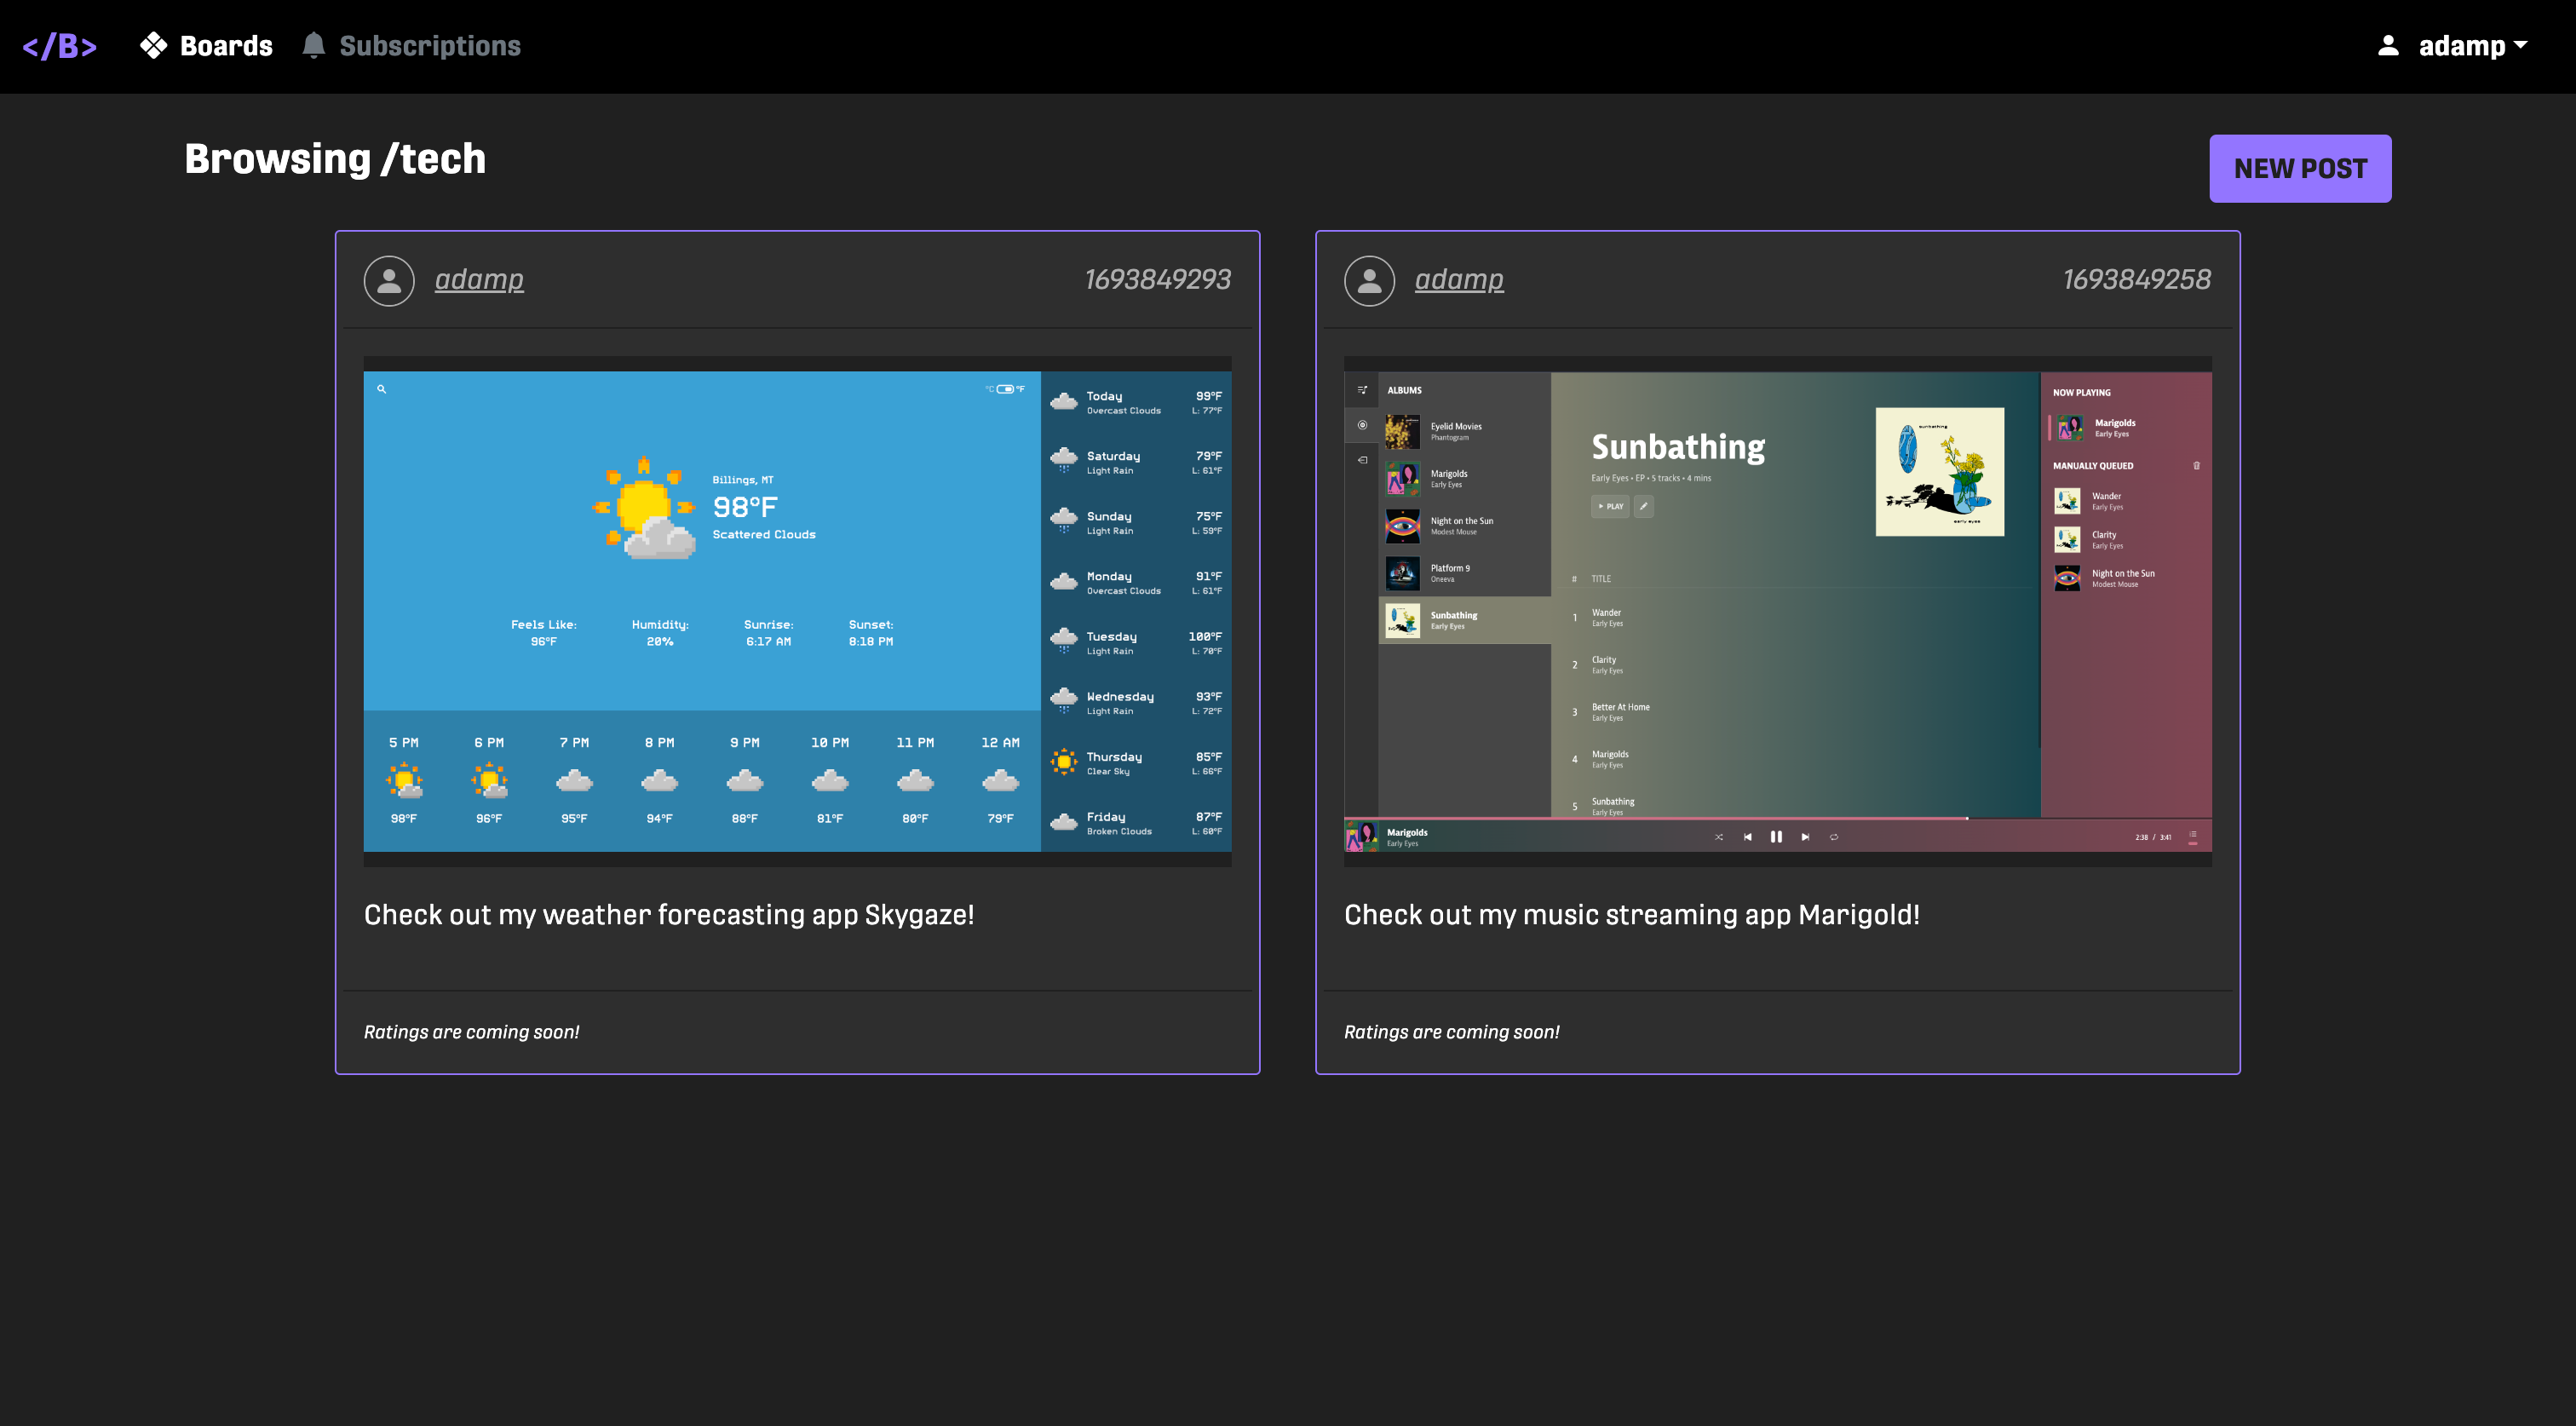 </B> Boards Subscriptions adamp
Browsing /tech
NEW POST
adamp 1693849293
°C °F
Billings, MT
98°F
Scattered Clouds
Feels Like: Humidity: Sunrise: Sunset:
96°F 20% 6:17 AM 8:18 PM
5 PM 6 PM 7 PM 8 PM 9 PM 10 PM 11 PM 12 AM
98°F 96°F 95°F 94°F 88°F 81°F 80°F 79°F
Today 99°F
Overcast Clouds L: 77°F
Saturday 79°F
Light Rain L: 61°F
Sunday 75°F
Light Rain L: 59°F
Monday 91°F
Overcast Clouds L: 61°F
Tuesday 100°F
Light Rain L: 70°F
Wednesday 93°F
Light Rain L: 72°F
Thursday 85°F
Clear Sky L: 66°F
Friday 87°F
Broken Clouds L: 60°F
Check out my weather forecasting app Skygaze!
Ratings are coming soon!
adamp 1693849258
ALBUMS
Eyelid Movies
Phantogram
Marigolds
Early Eyes
Night on the Sun
Modest Mouse
Platform 9
Oneeva
Sunbathing
Early Eyes
Sunbathing
Early Eyes • EP • 5 tracks • 4 mins
PLAY
sunbathing
early eyes
# TITLE
1 Wander
Early Eyes
2 Clarity
Early Eyes
3 Better At Home
Early Eyes
4 Marigolds
Early Eyes
5 Sunbathing
Early Eyes
NOW PLAYING
Marigolds
Early Eyes
MANUALLY QUEUED
Wander
Early Eyes
Clarity
Early Eyes
Night on the Sun
Modest Mouse
Marigolds
Early Eyes
2:38 / 3:41
Check out my music streaming app Marigold!
Ratings are coming soon!